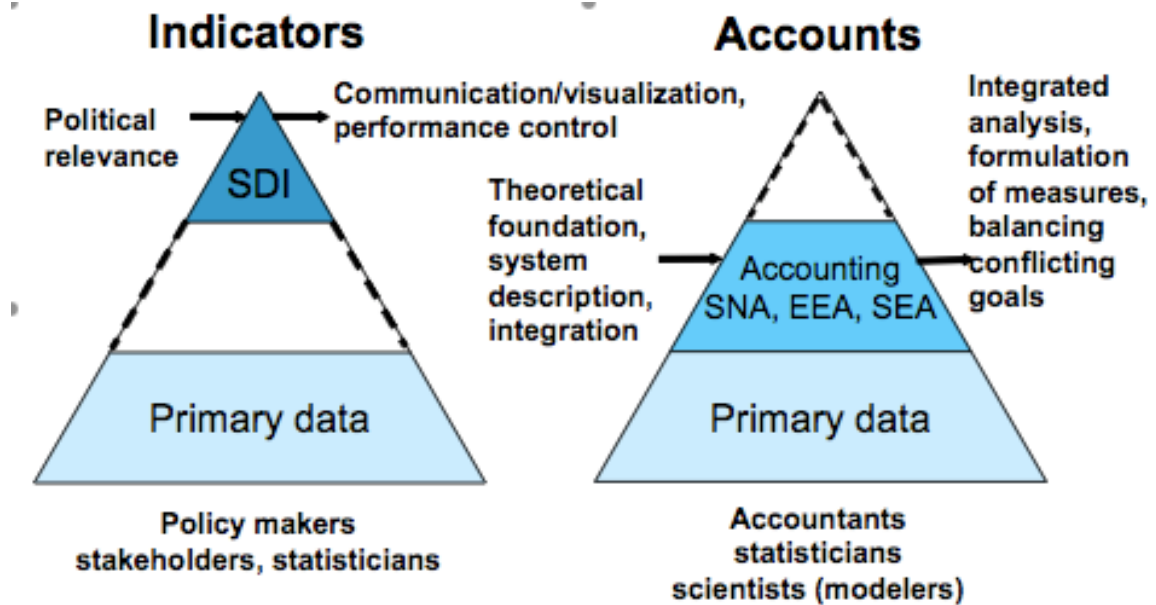 Indicators
Political
relevance
Communication/visualization,
performance control
SDI
Primary data
Policy makers
stakeholders, statisticians
Accounts
Theoretical
foundation,
system
description,
integration
Accounting
SNA, EEA, SEA
Integrated
analysis,
formulation
of measures,
balancing
conflicting
goals
Primary data
Accountants
statisticians
scientists (modelers)